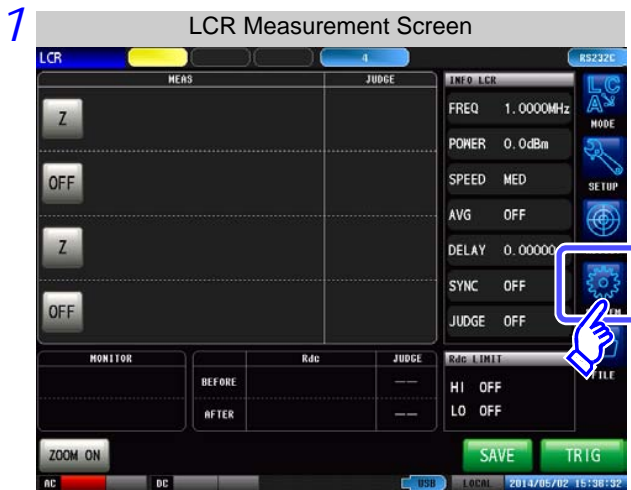 1
LCR Measurement Screen
LCR 4 RS232C
MEAS JUDGE
Z
OFF
Z
OFF
INFO LCR
FREQ 1.0000MHz
POWER 0.0dBm
SPEED MED
AVG OFF
DELAY 0.00000
SYNC OFF
JUDGE OFF
MODE
SETUP
FILE
MONITOR Rdc JUDGE
BEFORE ---
AFTER ---
Rdc LIMIT
HI OFF
LO OFF
ZOOM ON SAVE TRIG
AC DC USB LOCAL 2014/05/02 15:36:32